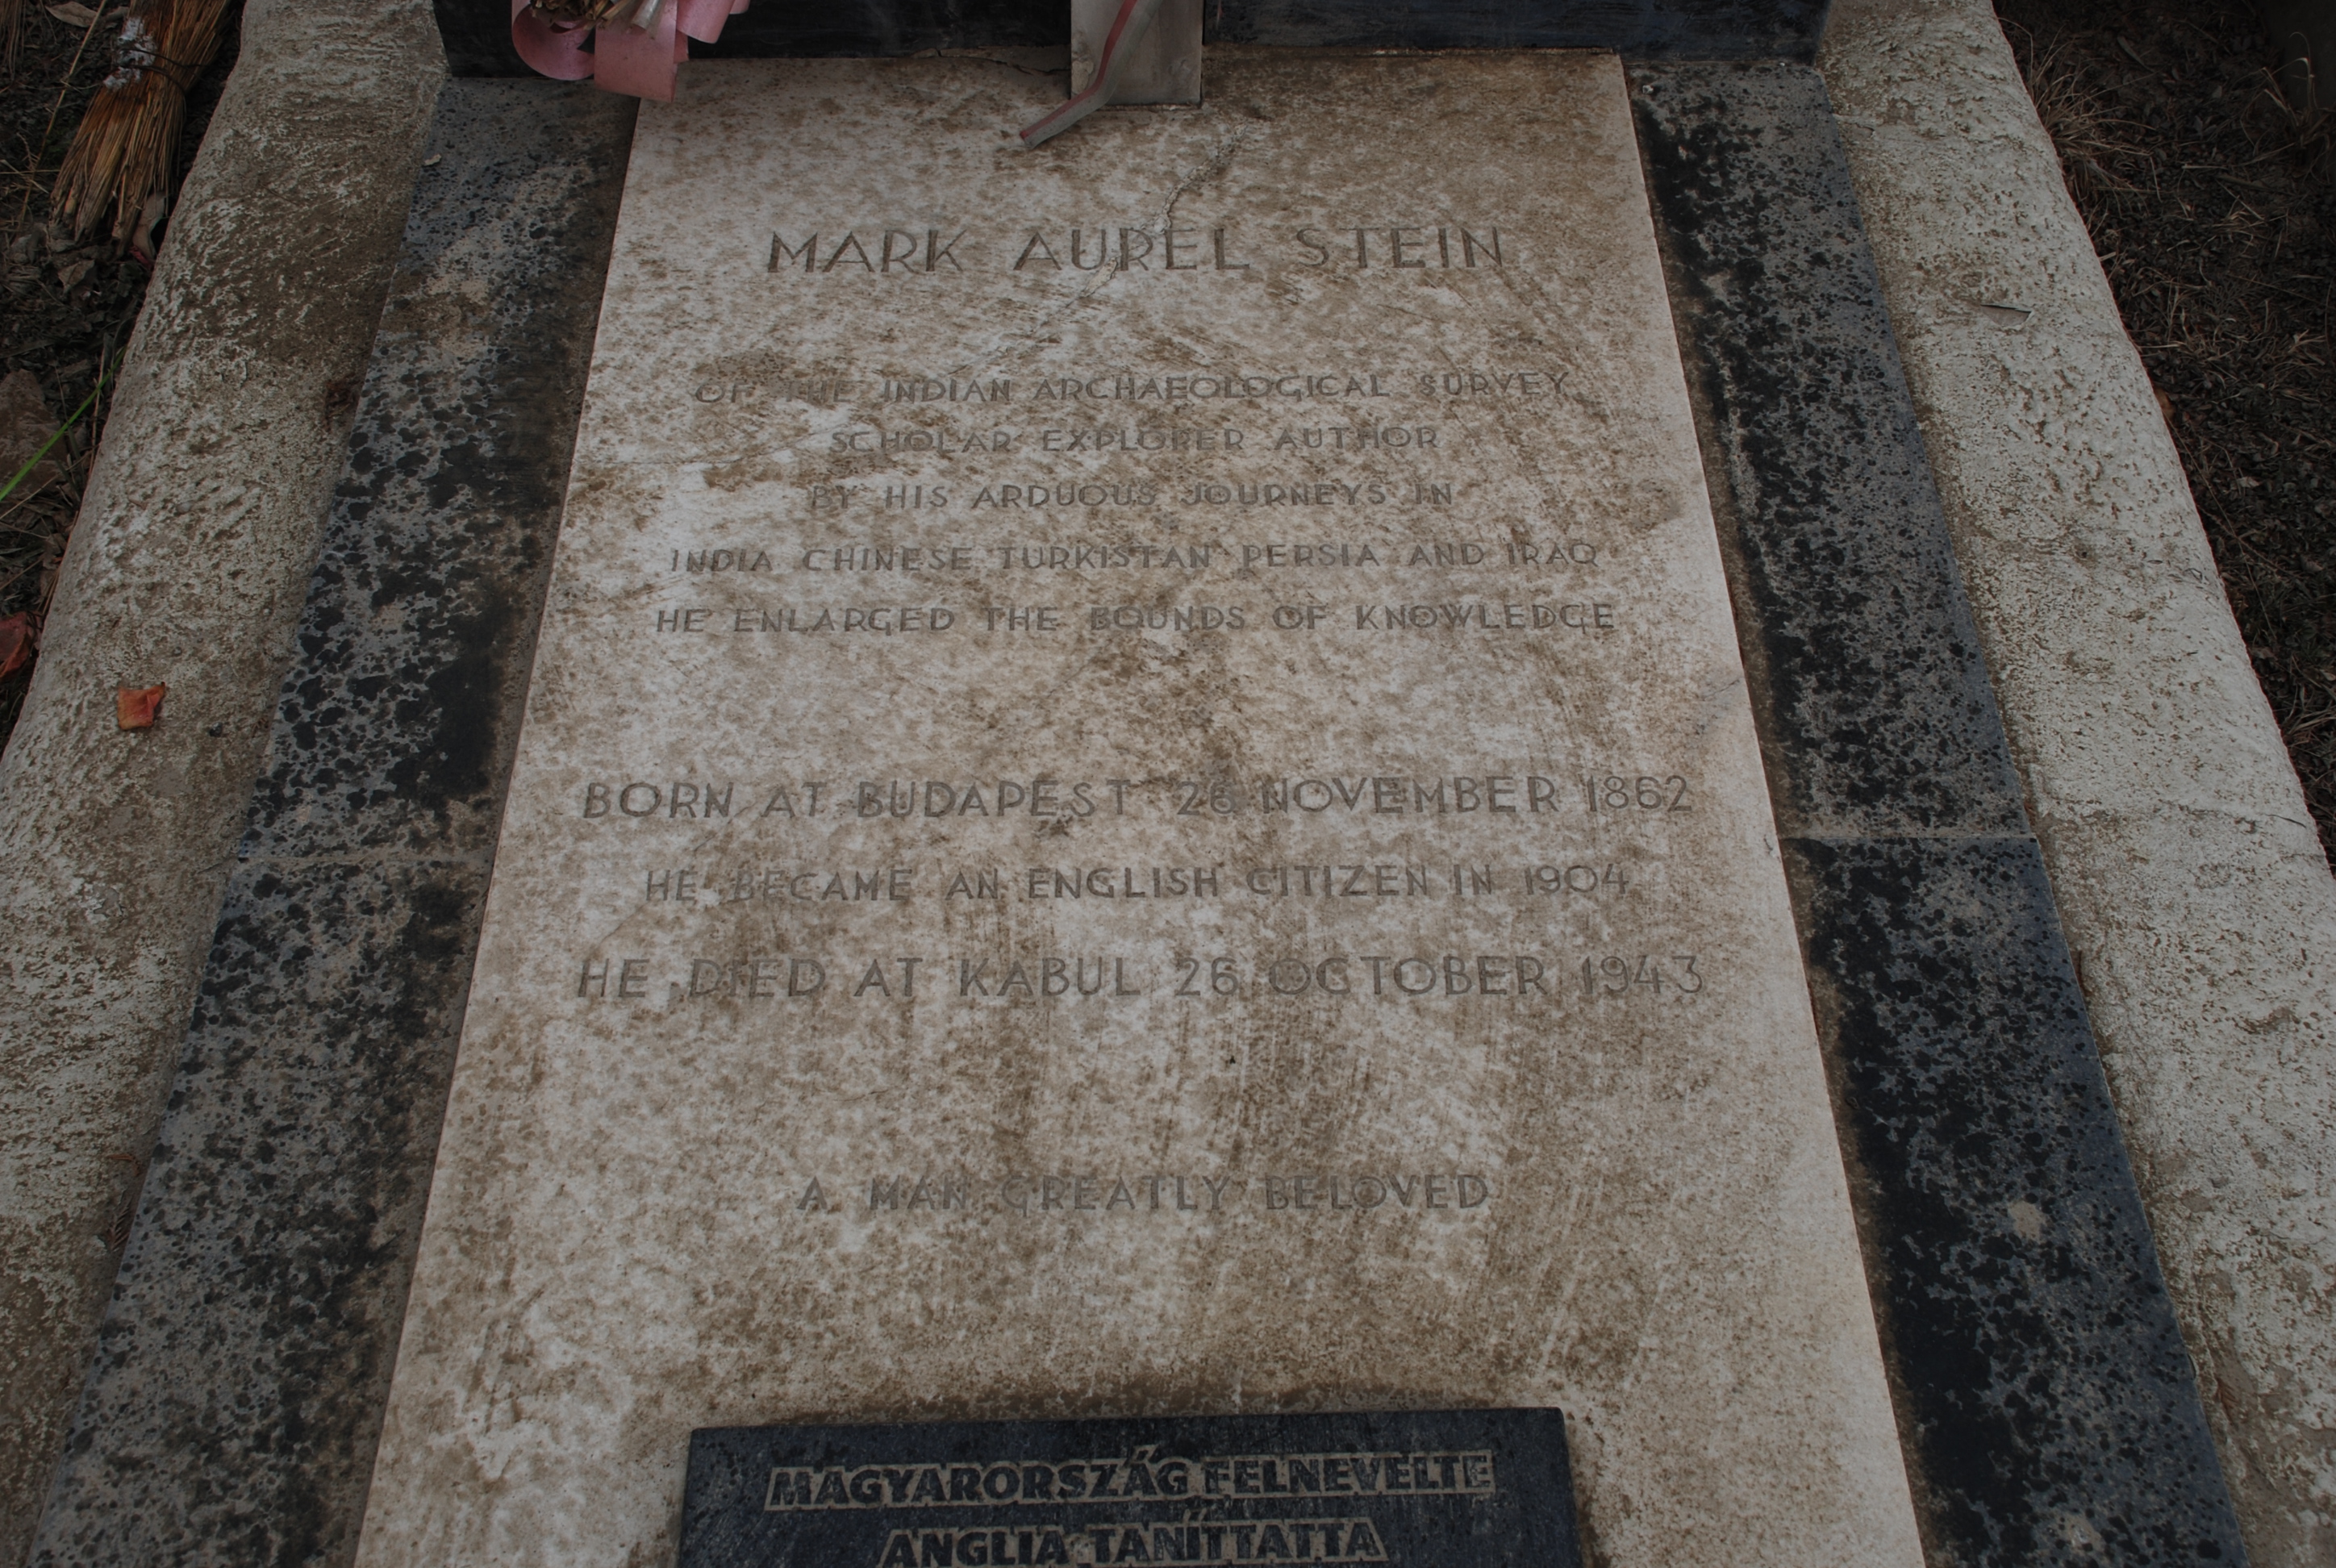 MARK AUREL STEIN
OF THE INDIAN ARCHAEOLOGICAL SURVEY
SCHOLAR EXPLORER AUTHOR
BY HIS ARDUOUS JOURNEYS IN
INDIA CHINESE TURKISTAN PERSIA AND IRAQ
HE ENLARGED THE BOUNDS OF KNOWLEDGE
BORN AT BUDAPEST 26 NOVEMBER 1862
HE BECAME AN ENGLISH CITIZEN IN 1904
HE DIED AT KABUL 26 OCTOBER 1943
A MAN GREATLY BELOVED
MAGYARORSZÁG FELNEVELTE
ANGLIA TANÍTTATTA